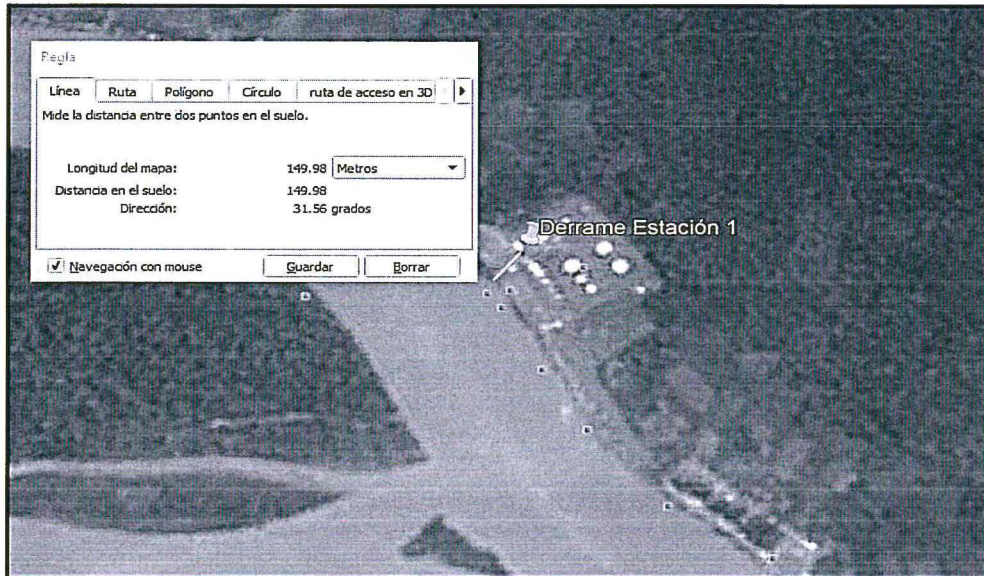 Regla
Línea Ruta Polígono Círculo ruta de acceso en 3D
Mide la distancia entre dos puntos en el suelo.
Longitud del mapa: 149.98 Metros
Distancia en el suelo: 149.98
Dirección: 31.56 grados
Navegación con mouse Guardar Borrar
Derrame Estación 1